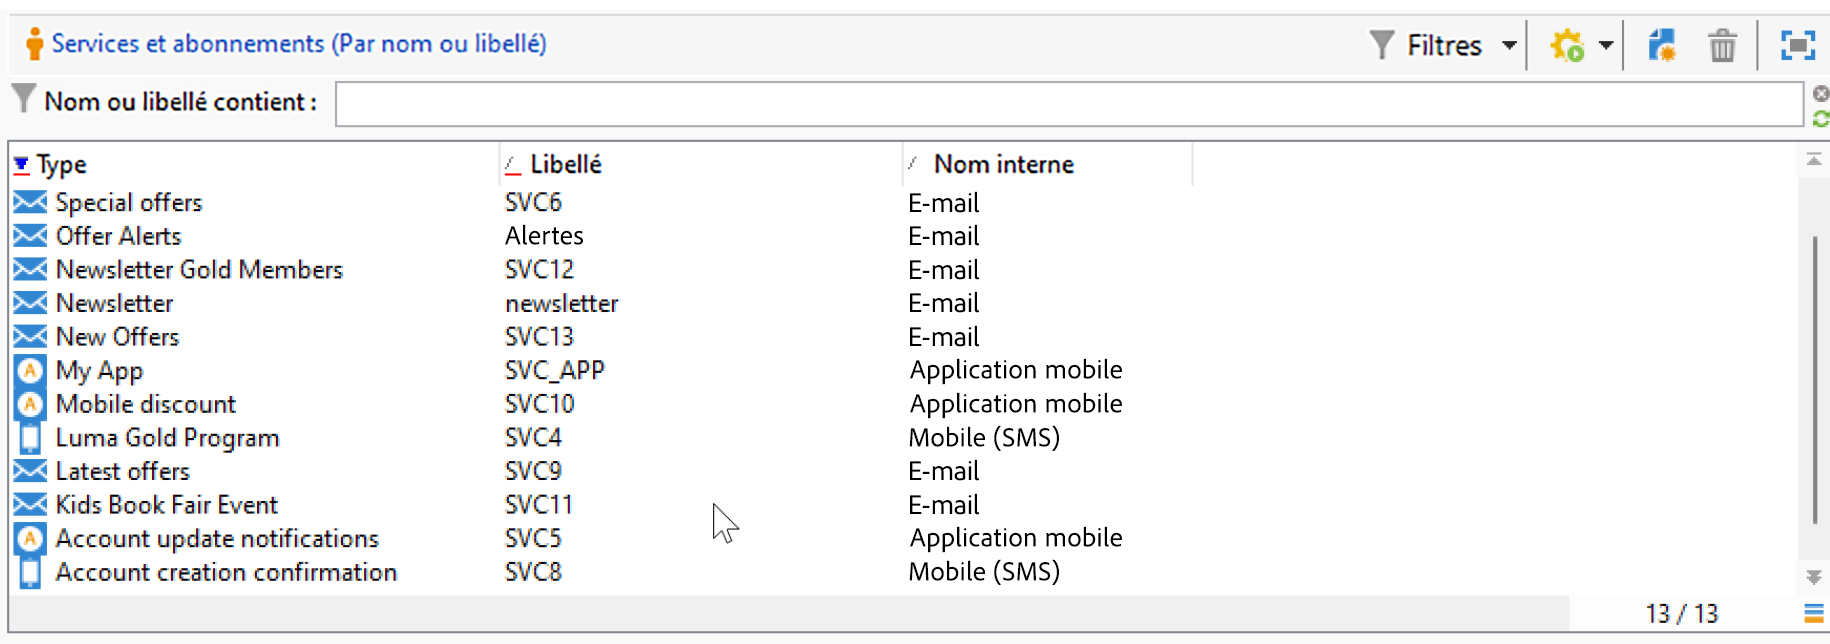 Services et abonnements (Par nom ou libellé) Filtres
Nom ou libellé contient :
Type Libellé Nom interne
Special offers SVC6 E-mail
Offer Alerts Alertes E-mail
Newsletter Gold Members SVC12 E-mail
Newsletter newsletter E-mail
New Offers SVC13 E-mail
My App SVC_APP Application mobile
Mobile discount SVC10 Application mobile
Luma Gold Program SVC4 Mobile (SMS)
Latest offers SVC9 E-mail
Kids Book Fair Event SVC11 E-mail
Account update notifications SVC5 Application mobile
Account creation confirmation SVC8 Mobile (SMS)
13 / 13